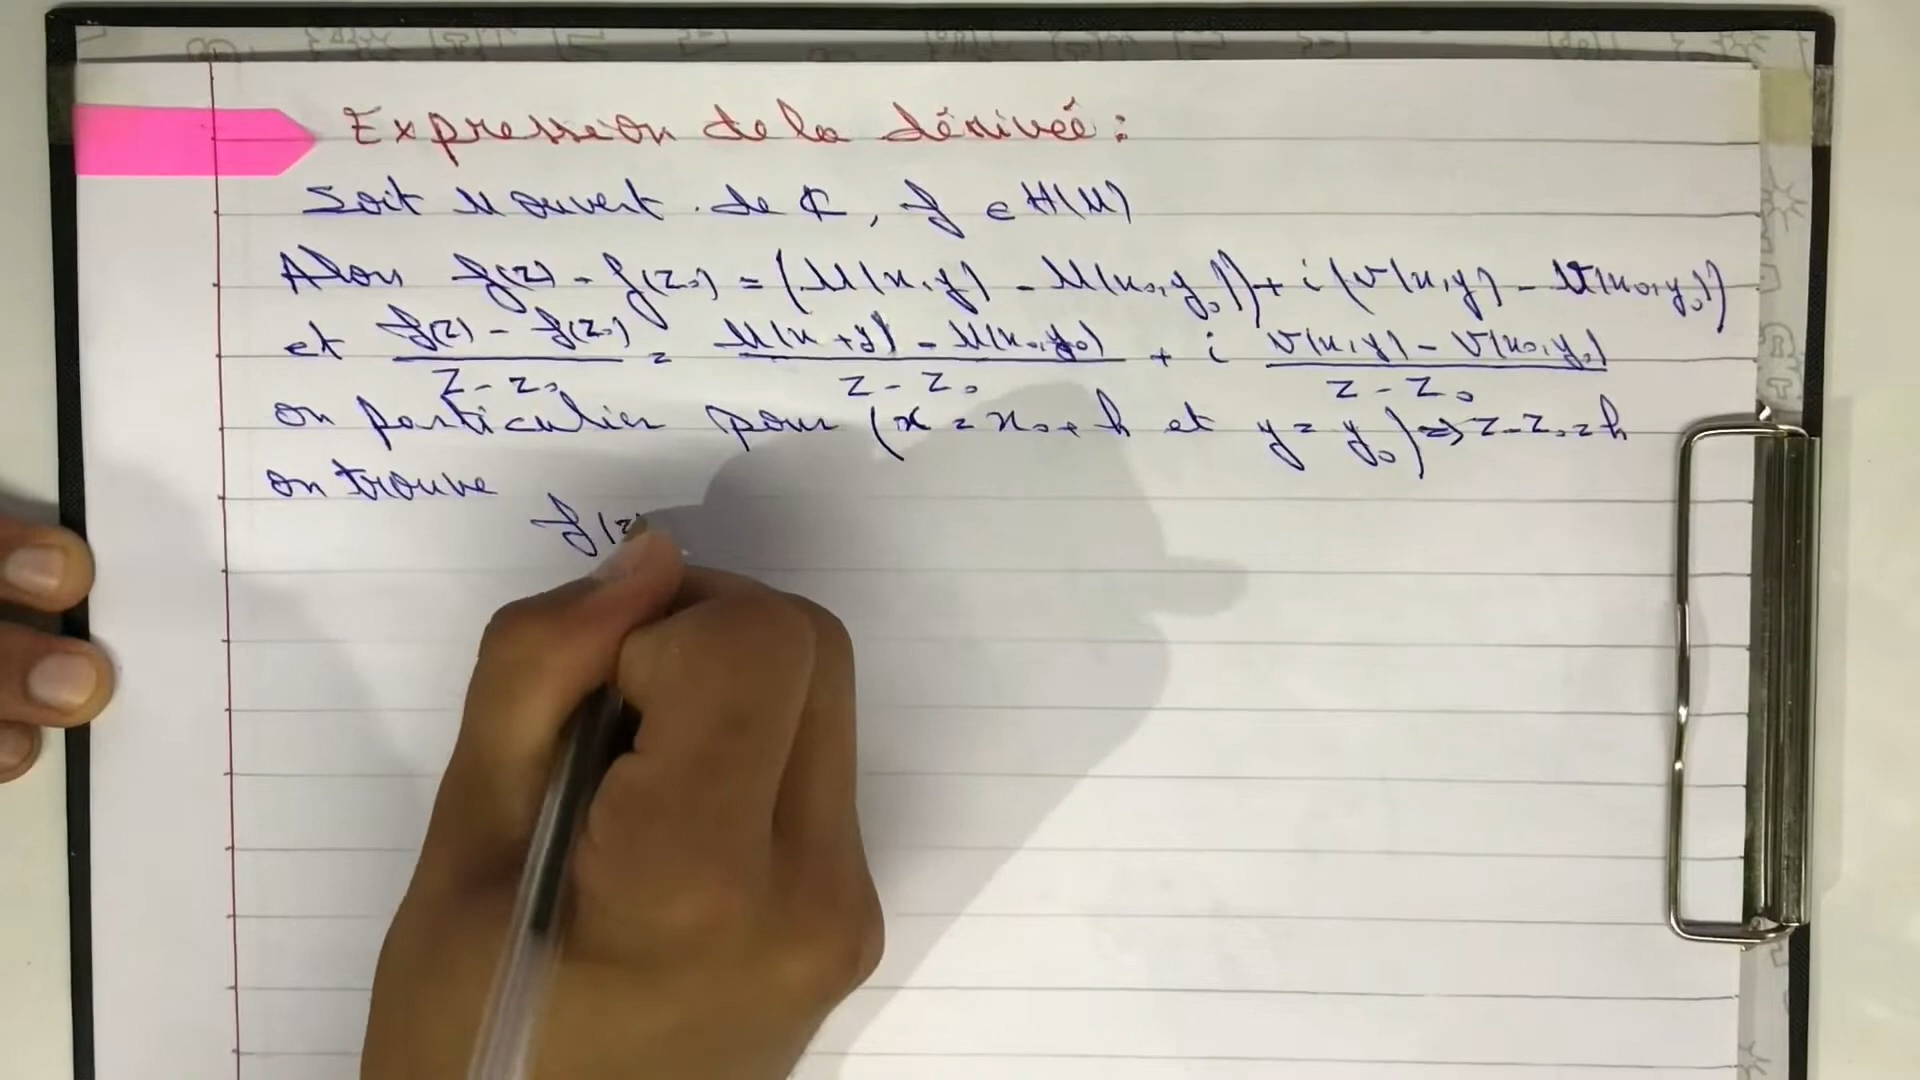 Expression de la dérivée :
Soit U ouvert de ℂ, f ∈ H(U)
Alors f(z) - f(z₀) = (U(x,y) - U(x₀,y₀)) + i (V(x,y) - V(x₀,y₀))
et (f(z) - f(z₀))/(z - z₀) = (U(x+y) - U(x₀,y₀))/(z - z₀) + i (V(x,y) - V(x₀,y₀))/(z - z₀)
on particulier pour (x = x₀ + h et y = y₀) ⇒ z - z₀ = h
on trouve
f(z